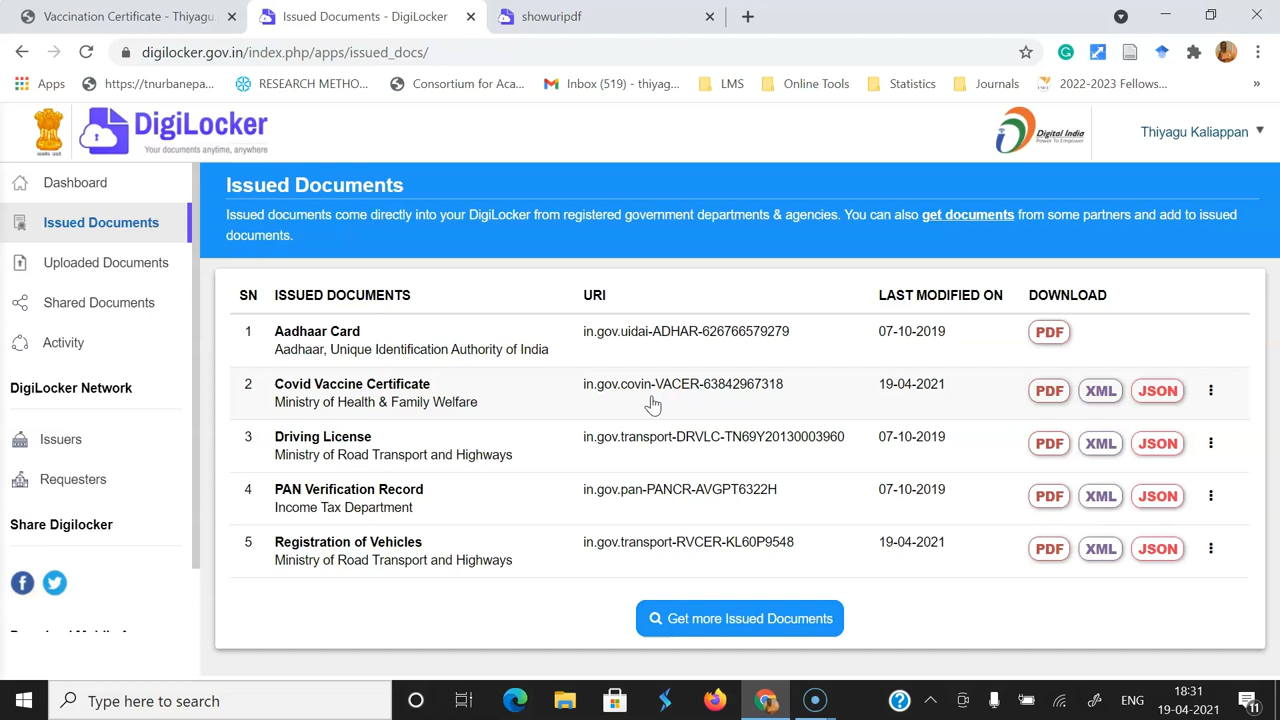 Vaccination Certificate - Thiyagu
Issued Documents - DigiLocker
showuripdf
digilocker.gov.in/index.php/apps/issued_docs/
Apps
https://tnurbanepa...
RESEARCH METHO...
Consortium for Aca...
Inbox (519) - thiyag...
LMS
Online Tools
Statistics
Journals
2022-2023 Fellows...
»
DigiLocker
Your documents anytime, anywhere
Digital India
Power To Empower
Thiyagu Kaliappan
Dashboard
Issued Documents
Uploaded Documents
Shared Documents
Activity
DigiLocker Network
Issuers
Requesters
Share Digilocker
Issued Documents
Issued documents come directly into your DigiLocker from registered government departments & agencies. You can also get documents from some partners and add to issued
documents.
SN ISSUED DOCUMENTS URI LAST MODIFIED ON DOWNLOAD
1 Aadhaar Card in.gov.uidai-ADHAR-626766579279 07-10-2019 PDF
Aadhaar, Unique Identification Authority of India
2 Covid Vaccine Certificate in.gov.covin-VACER-63842967318 19-04-2021 PDF XML JSON
Ministry of Health & Family Welfare
3 Driving License in.gov.transport-DRVLC-TN69Y20130003960 07-10-2019 PDF XML JSON
Ministry of Road Transport and Highways
4 PAN Verification Record in.gov.pan-PANCR-AVGPT6322H 07-10-2019 PDF XML JSON
Income Tax Department
5 Registration of Vehicles in.gov.transport-RVCER-KL60P9548 19-04-2021 PDF XML JSON
Ministry of Road Transport and Highways
Get more Issued Documents
Type here to search
ENG
18:31
19-04-2021
11